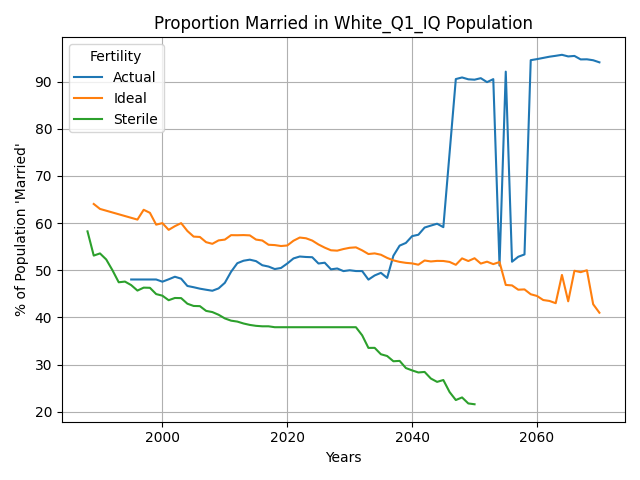 Proportion Married in White_Q1_IQ Population
Fertility
Actual
Ideal
Sterile
% of Population 'Married'
90
80
70
60
50
40
30
20
2000 2020 2040 2060
Years